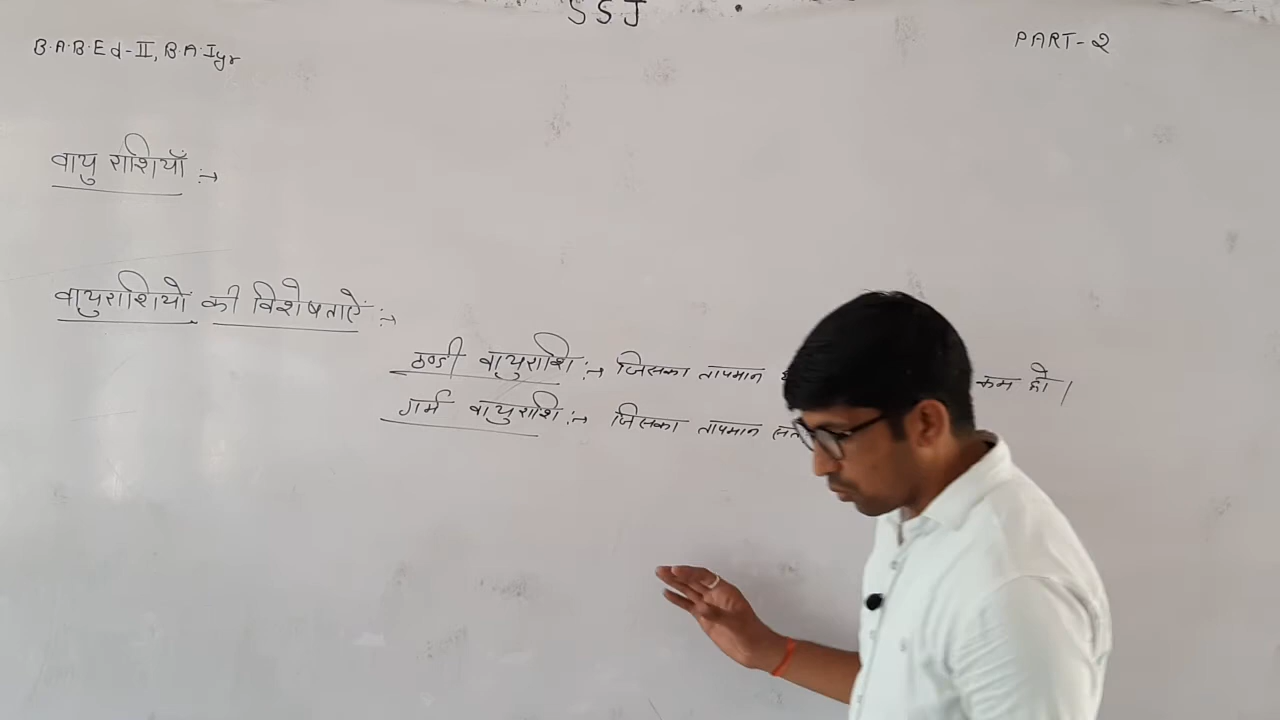 SSJ
B.A.B.Ed-II, B.A.Iyr
PART-2
वायु राशियाँ :→
वायुराशियो की विशेषताऐं :→
ठण्डी वायुराशि :→ जिसका तापमान कम हो।
गर्म वायुराशि :→ जिसका तापमान